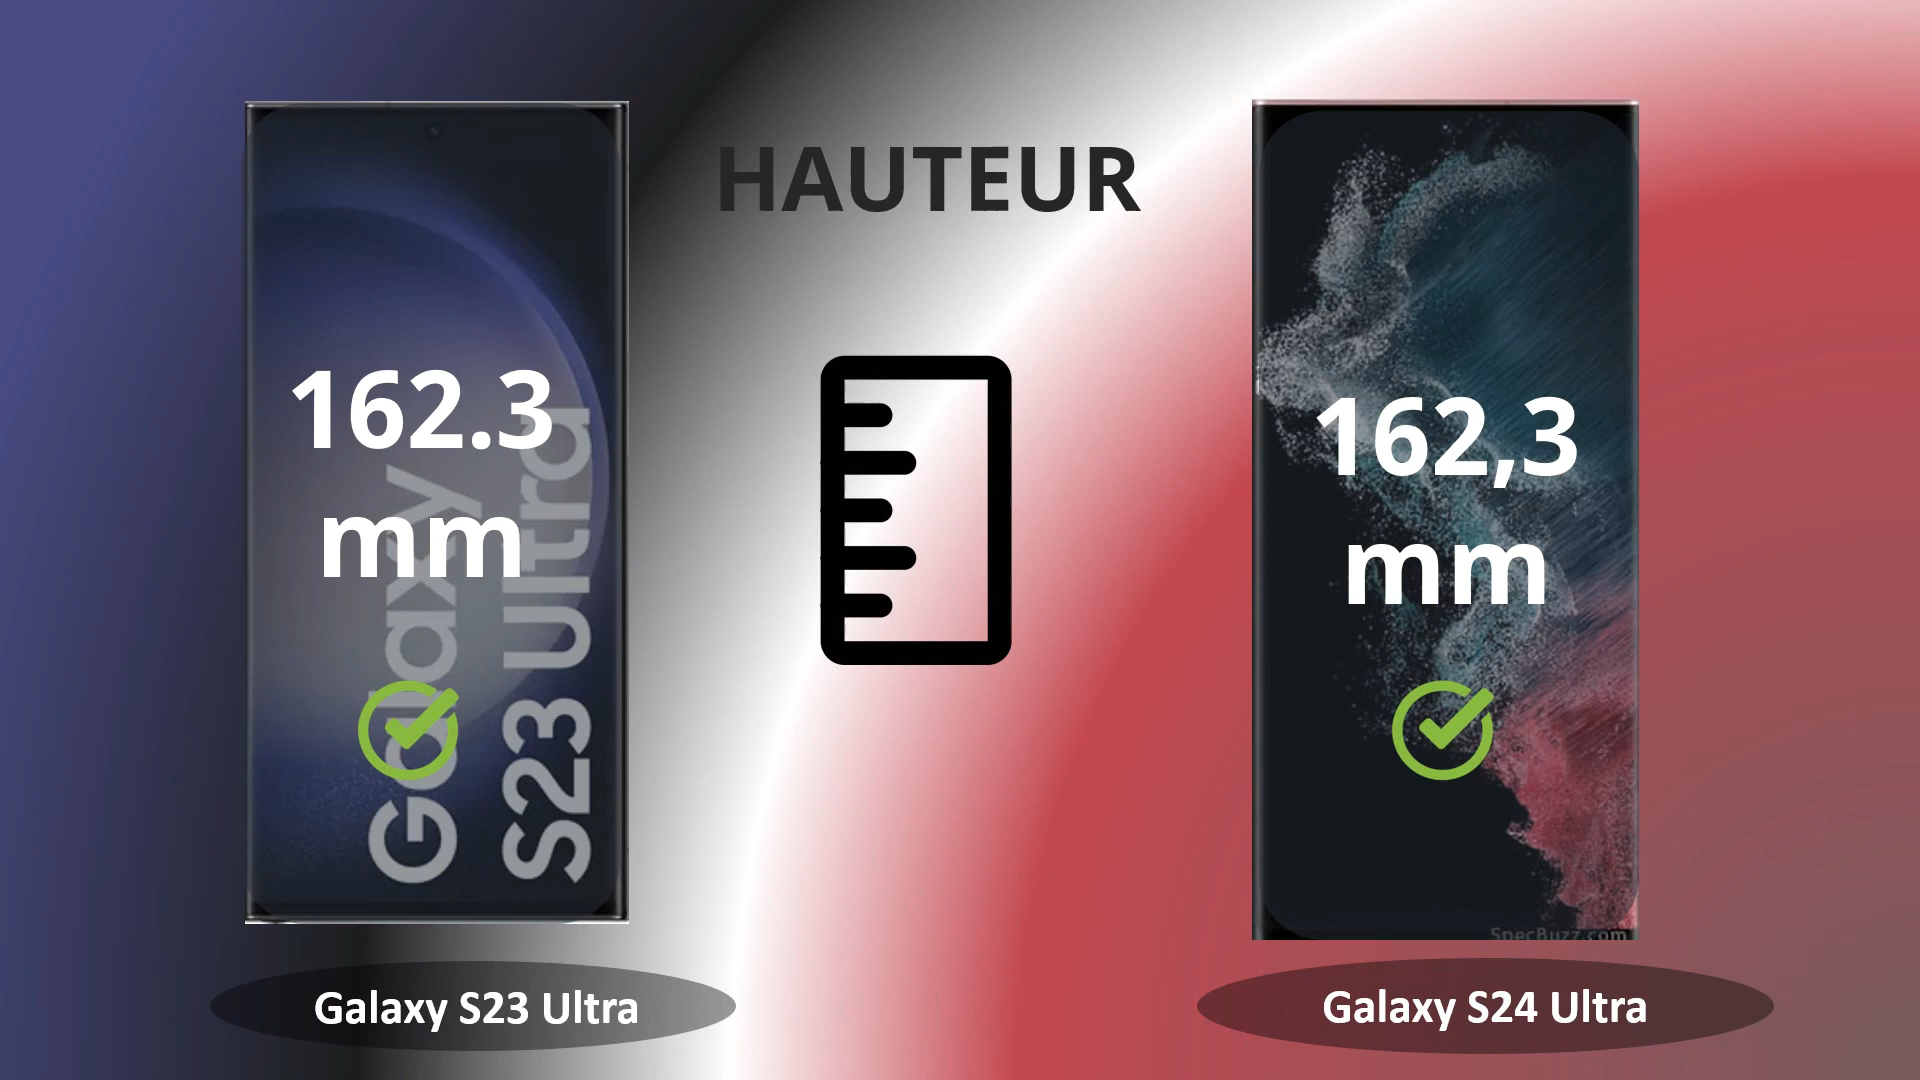 HAUTEUR
162.3
mm
Galaxy
S23 Ultra
162,3
mm
SpecBuzz.com
Galaxy S23 Ultra
Galaxy S24 Ultra